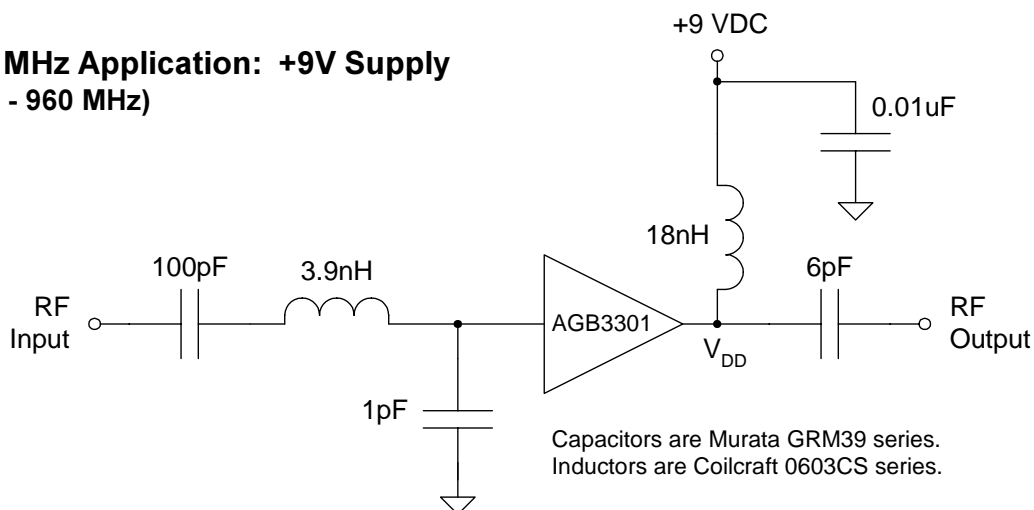 +9 VDC
MHz Application: +9V Supply
- 960 MHz)
0.01uF
18nH
100pF
3.9nH
6pF
RF
Input
AGB3301
RF
Output
VDD
1pF
Capacitors are Murata GRM39 series.
Inductors are Coilcraft 0603CS series.